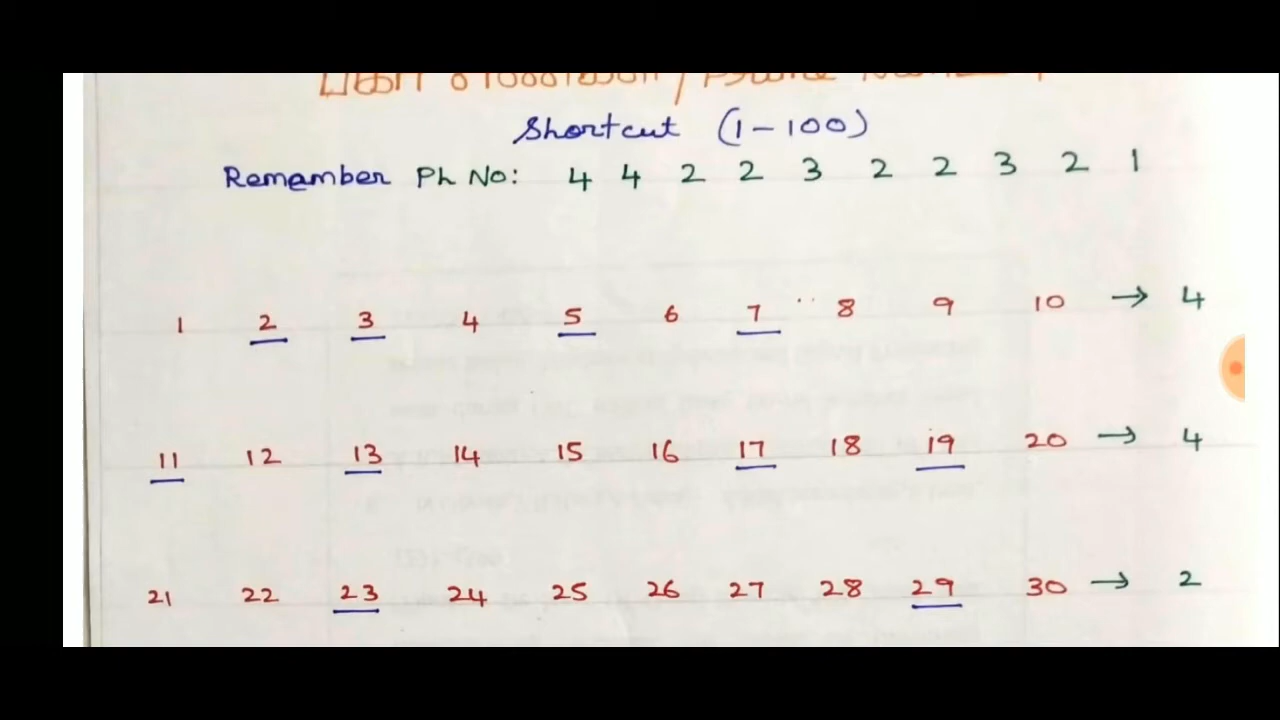 Shortcut (1-100)
Remamber Ph No: 4 4 2 2 3 2 2 3 2 1
1 2 3 4 5 6 7 8 9 10 → 4
11 12 13 14 15 16 17 18 19 20 → 4
21 22 23 24 25 26 27 28 29 30 → 2